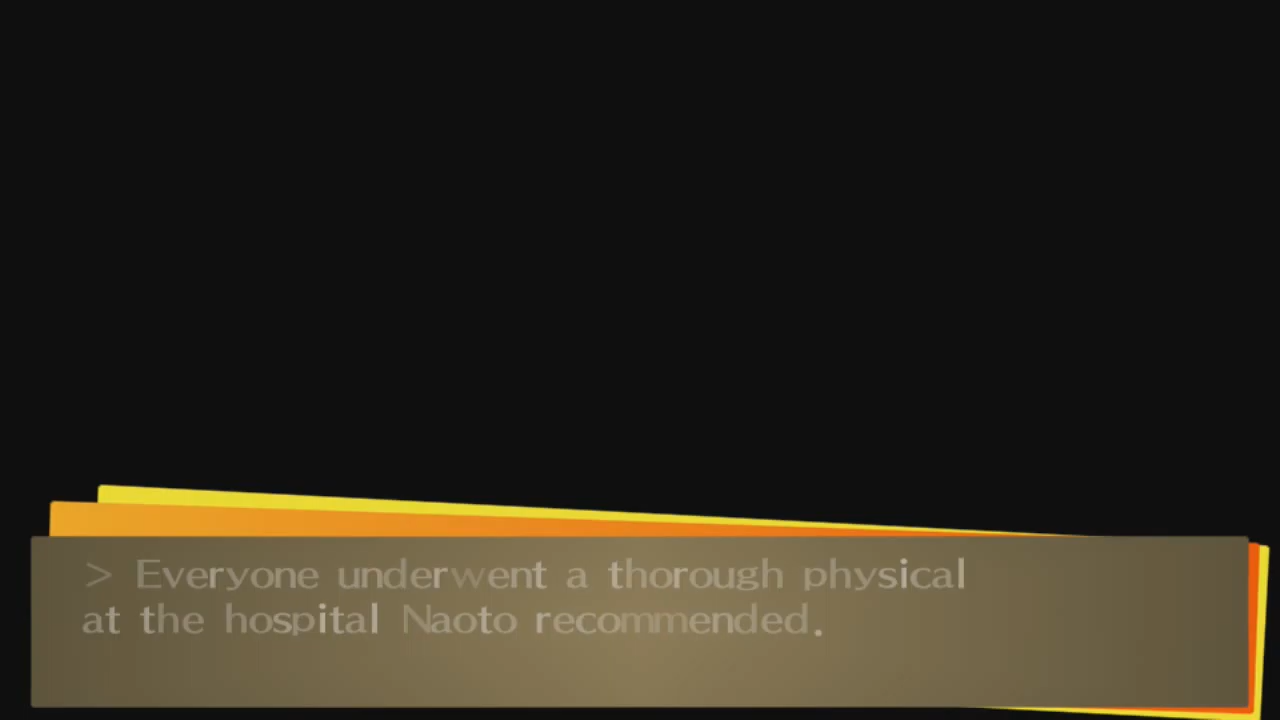 > Everyone underwent a thorough physical
at the hospital Naoto recommended.